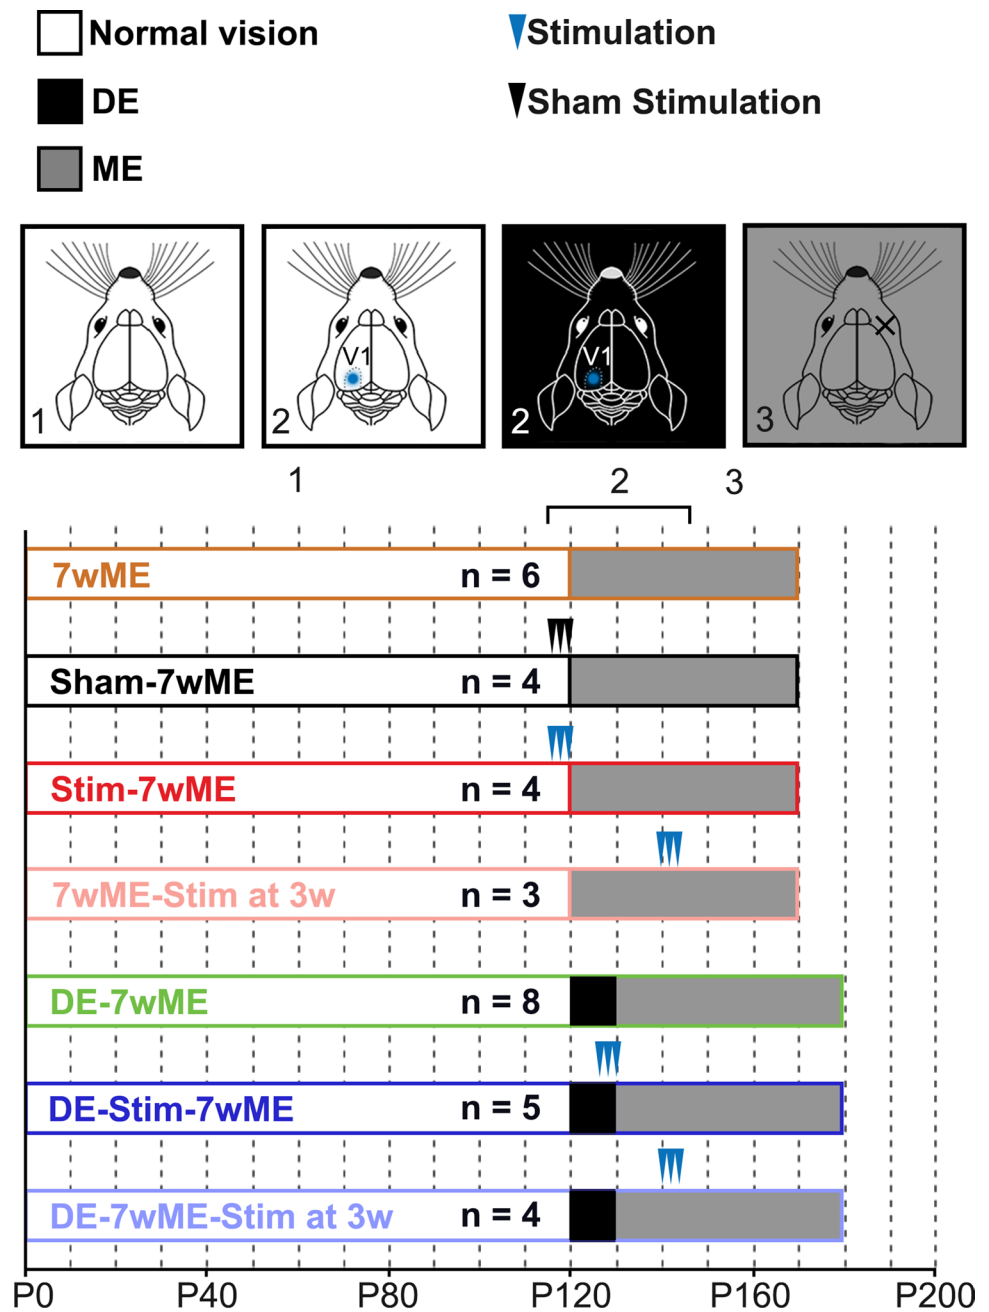 Normal vision
Stimulation
DE
Sham Stimulation
ME
V1
V1
1
2
2
3
1
2
3
7wME
n = 6
Sham-7wME
n = 4
Stim-7wME
n = 4
7wME-Stim at 3w
n = 3
DE-7wME
n = 8
DE-Stim-7wME
n = 5
DE-7wME-Stim at 3w
n = 4
P0
P40
P80
P120
P160
P200